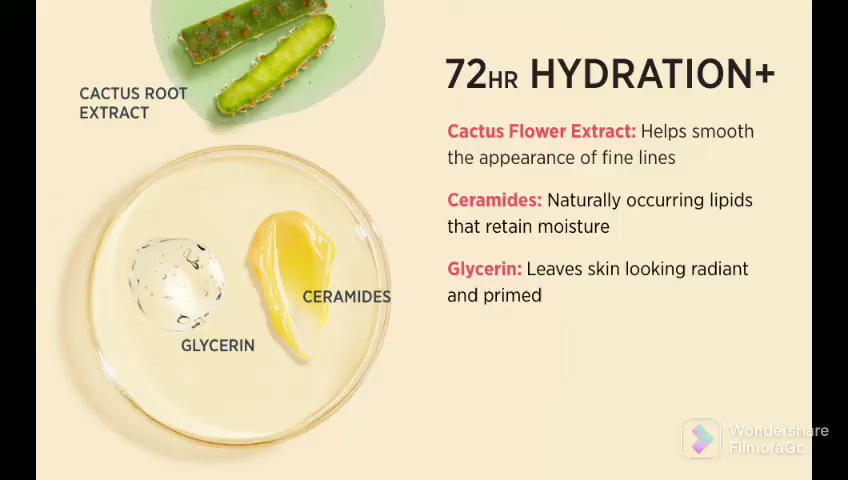 72HR HYDRATION+
CACTUS ROOT
EXTRACT
Cactus Flower Extract: Helps smooth
the appearance of fine lines
Ceramides: Naturally occurring lipids
that retain moisture
Glycerin: Leaves skin looking radiant
and primed
CERAMIDES
GLYCERIN
Wondershare
FilmoraGo